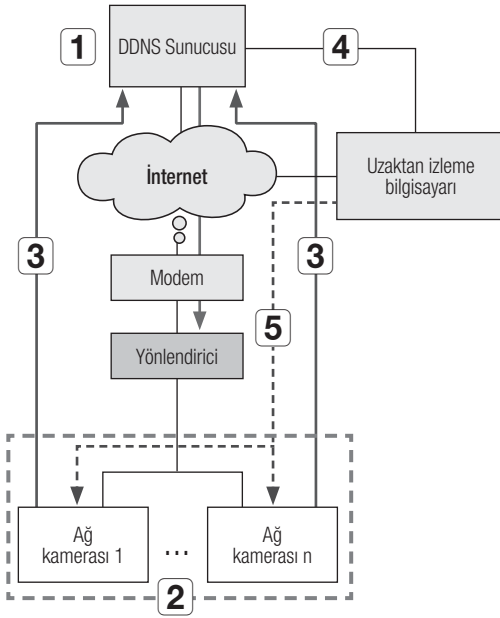 1
DDNS Sunucusu
4
İnternet
Uzaktan izleme
bilgisayarı
3
3
Modem
5
Yönlendirici
Ağ
kamerası 1
...
Ağ
kamerası n
2